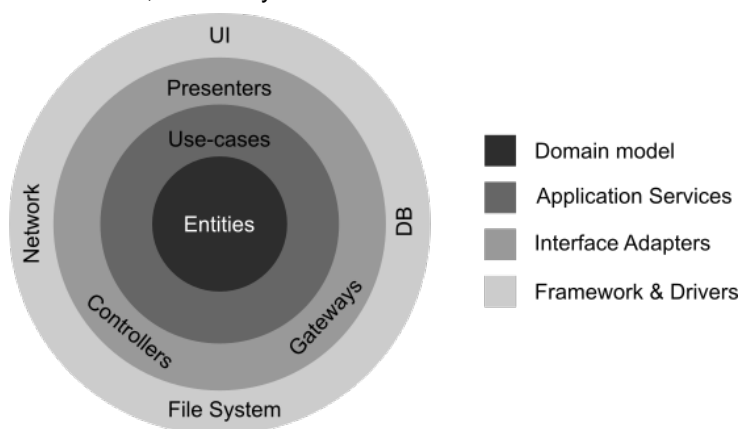 UI
Presenters
Use-cases
Entities
Network
DB
Controllers
Gateways
File System
Domain model
Application Services
Interface Adapters
Framework & Drivers